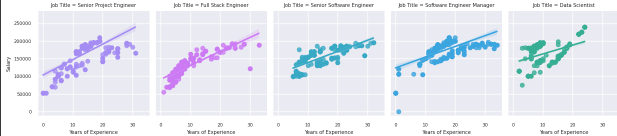 Job Title = Senior Project Engineer
Job Title = Full Stack Engineer
Job Title = Senior Software Engineer
Job Title = Software Engineer Manager
Job Title = Data Scientist
Salary
250000
200000
150000
100000
50000
0
0 10 20 30
0 10 20 30
0 10 20 30
0 10 20 30
0 10 20 30
Years of Experience
Years of Experience
Years of Experience
Years of Experience
Years of Experience